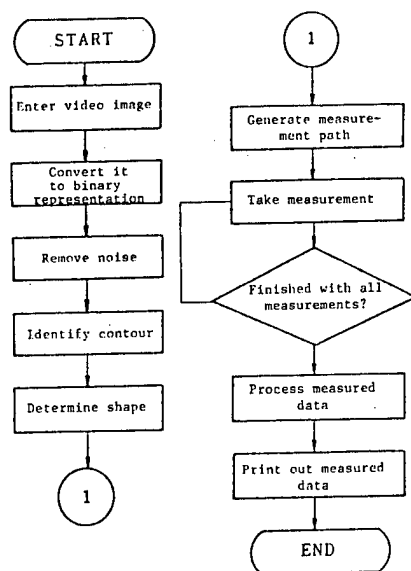 START
Enter video image
Convert it
to binary
representation
Remove noise
Identify contour
Determine shape
1
1
Generate measure-
ment path
Take measurement
Finished with all
measurements?
Process measured
data
Print out measured
data
END